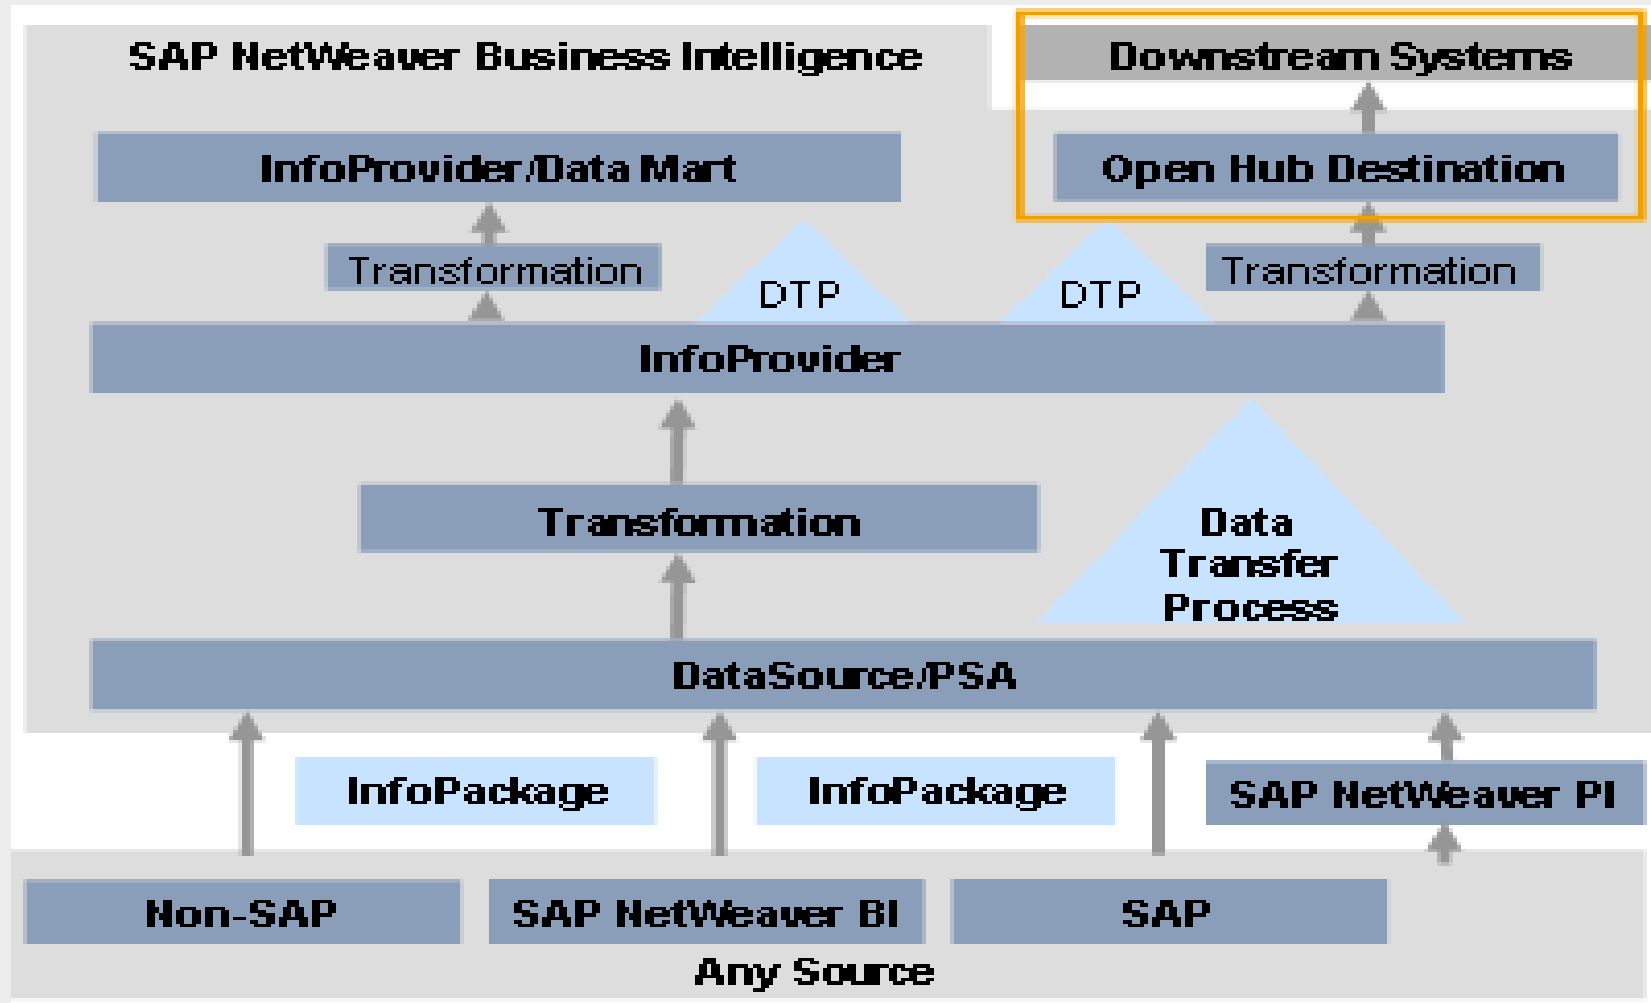 SAP NetWeaver Business Intelligence
Downstream Systems
InfoProvider/Data Mart
Open Hub Destination
Transformation
DTP
DTP
Transformation
InfoProvider
Transformation
Data
Transfer
Process
DataSource/PSA
InfoPackage
InfoPackage
SAP NetWeaver PI
Non-SAP
SAP NetWeaver BI
SAP
Any Source